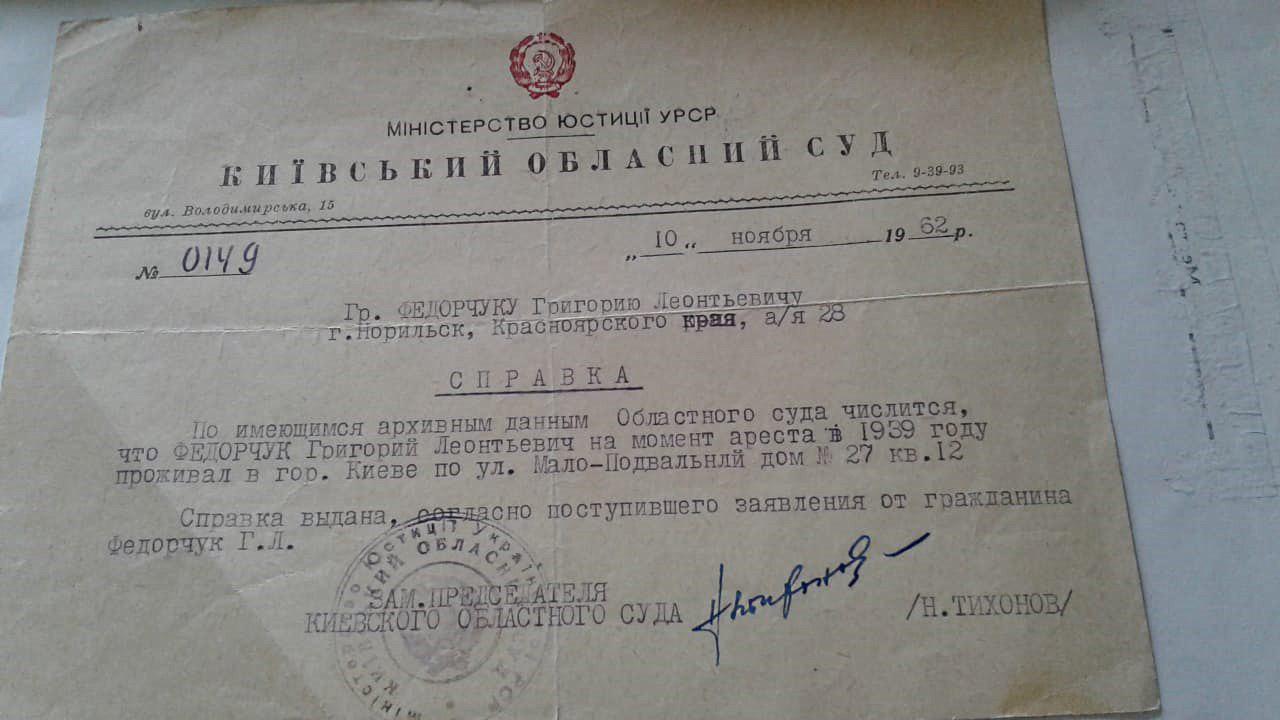 МІНІСТЕРСТВО ЮСТИЦІЇ УРСР
КИЇВСЬКИЙ ОБЛАСНИЙ СУД
вул. Володимирська, 15
Тел. 9-39-93
№ 0149
„ 10 „ ноября 19 62 р.
Гр. ФЕДОРЧУКУ Григорию Леонтьевичу
г.Норильск, Красноярского края, а/я 28
СПРАВКА
По имеющимся архивным данным Областного суда числится,
что ФЕДОРЧУК Григорий Леонтьевич на момент ареста в 1939 году
проживал в гор. Киеве по ул. Мало-Подвальнлй дом № 27 кв.12
Справка выдана, согласно поступившего заявления от гражданина
Федорчук Г.Л.
ЗАМ.ПРЕДСЕДАТЕЛЯ
КИЕВСКОГО ОБЛАСТНОГО СУДА
/Н.ТИХОНОВ/